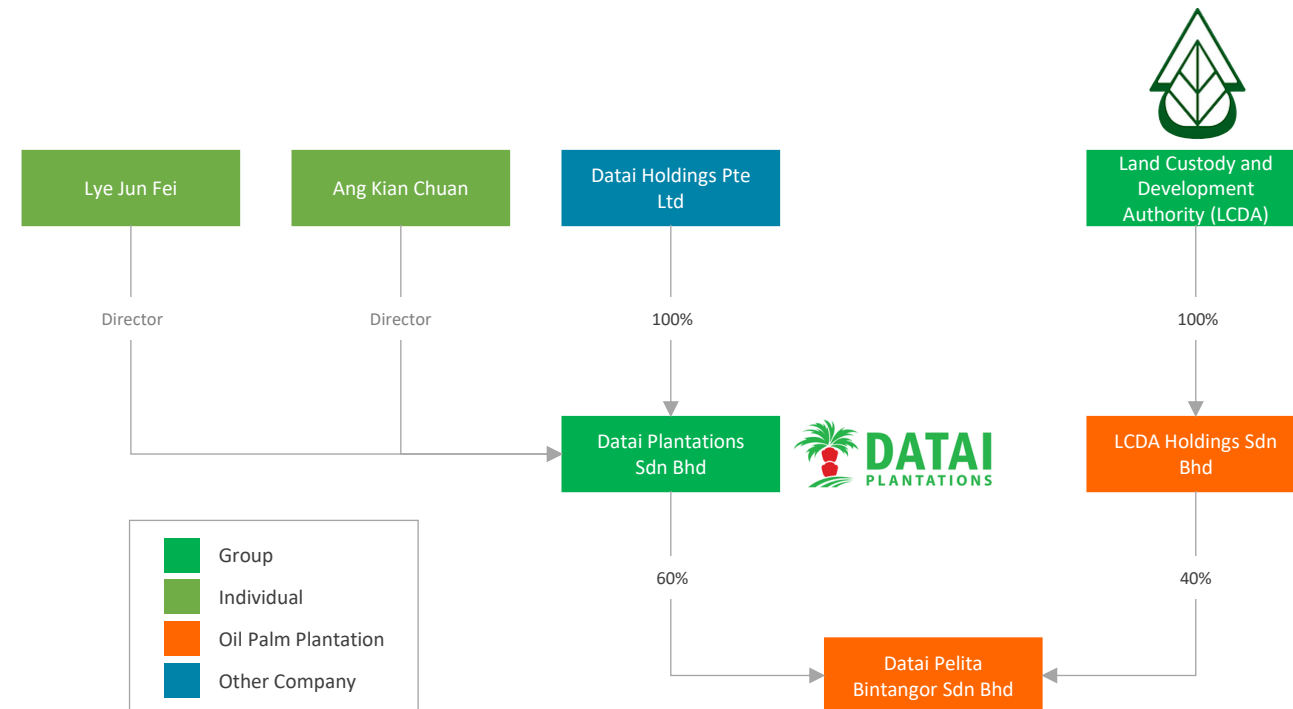 Land Custody and
Development
Authority (LCDA)
Lye Jun Fei
Ang Kian Chuan
Datai Holdings Pte
Ltd
Director
Director
100%
100%
Datai Plantations
Sdn Bhd
DATAI
PLANTATIONS
LCDA Holdings Sdn
Bhd
Group
Individual
Oil Palm Plantation
Other Company
60%
40%
Datai Pelita
Bintangor Sdn Bhd